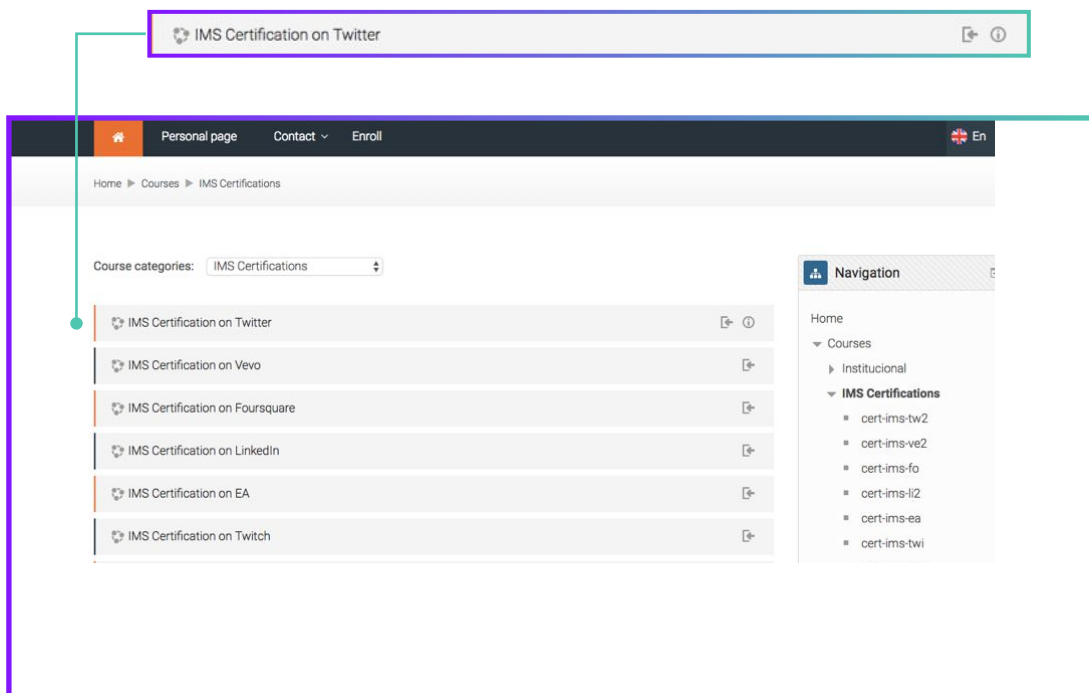 IMS Certification on Twitter
Personal page Contact Enroll En
Home Courses IMS Certifications
Course categories: IMS Certifications
IMS Certification on Twitter
IMS Certification on Vevo
IMS Certification on Foursquare
IMS Certification on LinkedIn
IMS Certification on EA
IMS Certification on Twitch
Navigation
Home
Courses
Institucional
IMS Certifications
cert-ims-tw2
cert-ims-ve2
cert-ims-fo
cert-ims-li2
cert-ims-ea
cert-ims-twi